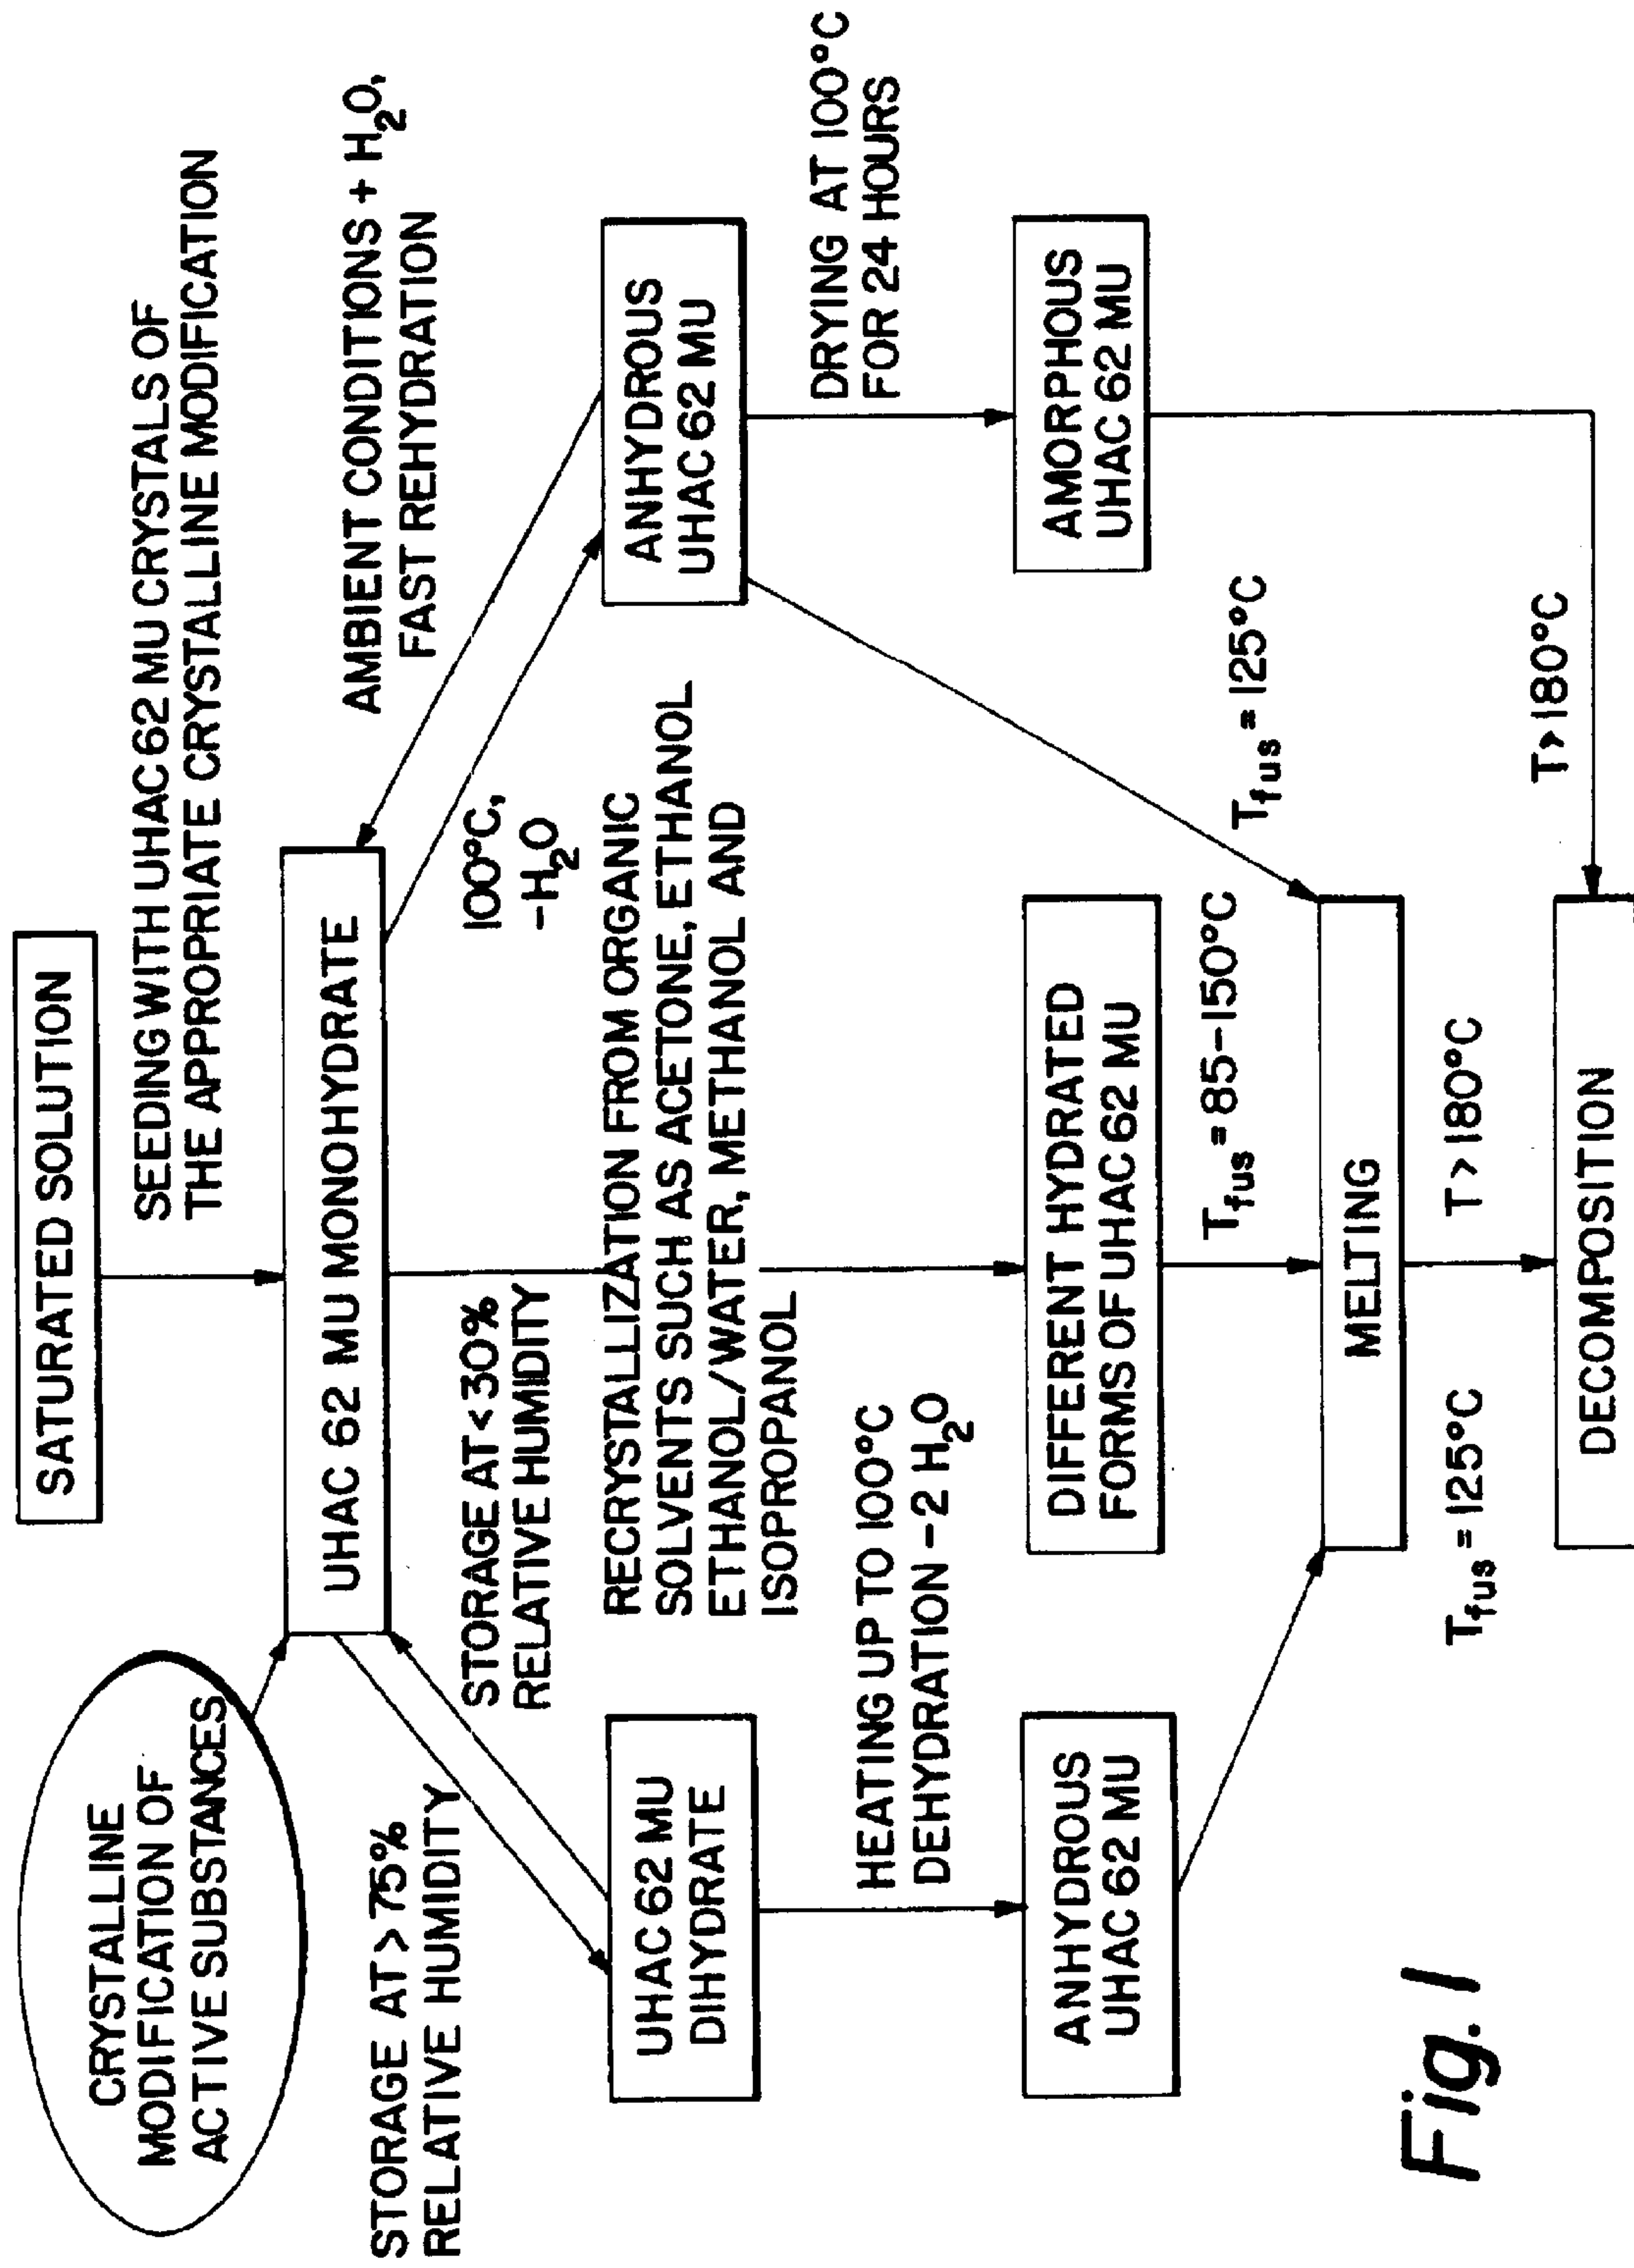 CRYSTALLINE
MODIFICATION OF
ACTIVE SUBSTANCES
SATURATED SOLUTION
SEEDING WITH UHAC 62 MU CRYSTALS OF
THE APPROPRIATE CRYSTALLINE MODIFICATION
UHAC 62 MU MONOHYDRATE
STORAGE AT > 75%
RELATIVE HUMIDITY
STORAGE AT < 30%
RELATIVE HUMIDITY
100°C,
-H₂O
AMBIENT CONDITIONS + H₂O,
FAST REHYDRATION
UHAC 62 MU
DIHYDRATE
RECRYSTALLIZATION FROM ORGANIC
SOLVENTS SUCH AS ACETONE, ETHANOL
ETHANOL/WATER, METHANOL AND
ISOPROPANOL
ANHYDROUS
UHAC 62 MU
HEATING UP TO 100°C
DEHYDRATION -2 H₂O
DRYING AT 100°C
FOR 24 HOURS
ANHYDROUS
UHAC 62 MU
DIFFERENT HYDRATED
FORMS OF UHAC 62 MU
AMORPHOUS
UHAC 62 MU
T fus = 85-150°C
T fus = 125°C
MELTING
T fus = 125°C
T > 180°C
T > 180°C
DECOMPOSITION
Fig. 1